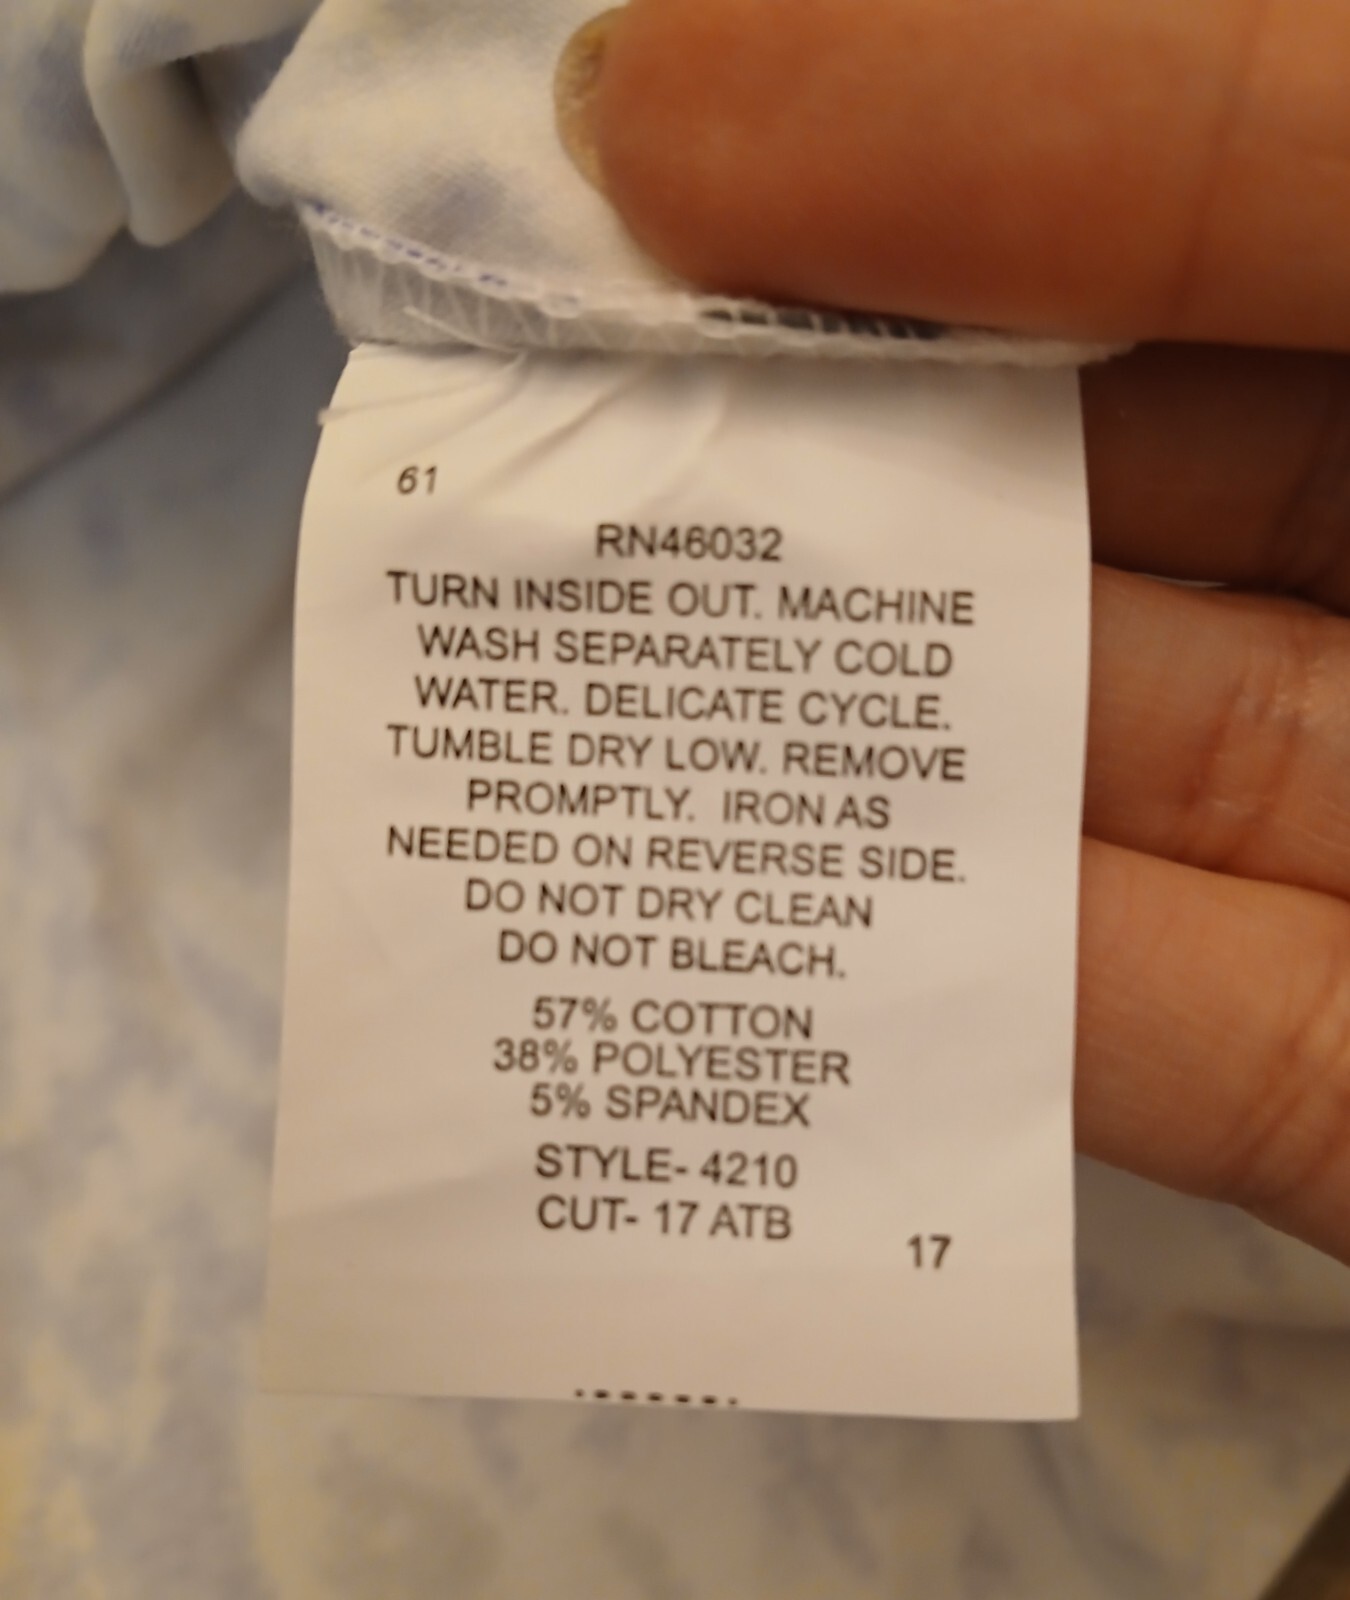 61
RN46032
TURN INSIDE OUT. MACHINE
WASH SEPARATELY COLD
WATER. DELICATE CYCLE.
TUMBLE DRY LOW. REMOVE
PROMPTLY. IRON AS
NEEDED ON REVERSE SIDE.
DO NOT DRY CLEAN
DO NOT BLEACH.
57% COTTON
38% POLYESTER
5% SPANDEX
STYLE- 4210
CUT- 17 ATB
17